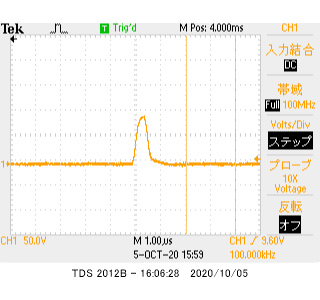 Tek Trig'd M Pos: 4.000ms CH1
入力結合
DC
帯域
Full 100MHz
Volts/Div
ステップ
プローブ
10X
Voltage
反転
オフ
1
CH1 50.0V M 1.00µs CH1 / 9.60V
5-OCT-20 15:59 100.000kHz
TDS 2012B - 16:06:28 2020/10/05